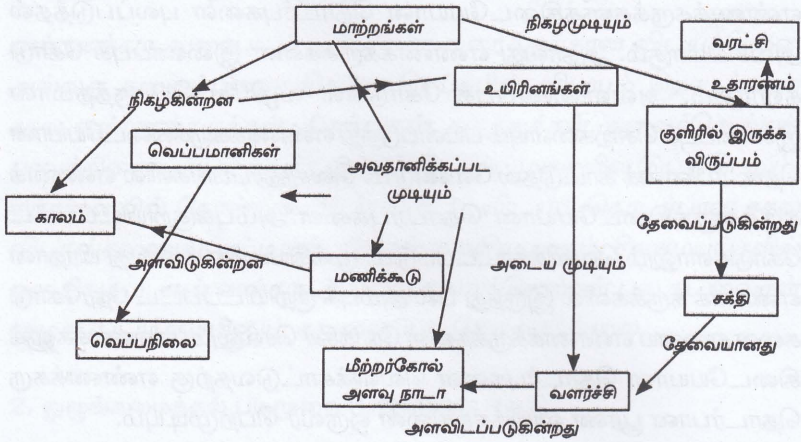 மாற்றங்கள்
நிகழமுடியும்
வரட்சி
உதாரணம்
நிகழ்கின்றன
உயிரினங்கள்
குளிரில் இருக்க
விருப்பம்
வெப்பமானிகள்
அவதானிக்கப்பட
முடியும்
காலம்
தேவைப்படுகின்றது
அளவிடுகின்றன
மணிக்கூடு
அடைய முடியும்
சக்தி
வெப்பநிலை
தேவையானது
மீற்றர்கோல்
அளவு நாடா
வளர்ச்சி
அளவிடப்படுகின்றது